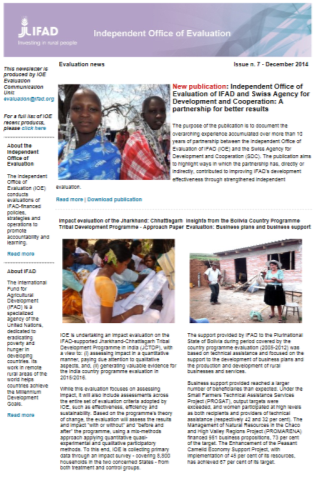 IFAD
Investing in rural people
Independent Office of Evaluation
This newsletter is
produced by IOE
Evaluation
Communication
Unit
evaluation@ifad.org
For a full list of IOE
recent products,
please click here
About the
Independent
Office of
Evaluation
The Independent
Office of
Evaluation (IOE)
conducts
evaluations of
IFAD-financed
policies,
strategies and
operations to
promote
accountability and
learning.
Read more
About IFAD
The International
Fund for
Agricultural
Development
(IFAD) is a
specialized
agency of the
United Nations,
dedicated to
eradicating
poverty and
hunger in
developing
countries. Its
work in remote
rural areas of the
world helps
countries achieve
the Millennium
Development
Goals.
Read more
Evaluation news
Issue n. 7 - December 2014
New publication: Independent Office of
Evaluation of IFAD and Swiss Agency for
Development and Cooperation: A
partnership for better results
The purpose of the publication is to document the
overarching experience accumulated over more than 10
years of partnership between the Independent Office of
Evaluation of IFAD (IOE) and the Swiss Agency for
Development and Cooperation (SDC). The publication aims
to highlight ways in which the partnership has, directly or
indirectly, contributed to improving IFAD's development
effectiveness through strengthened independent
evaluation.
Read more | Download publication
Impact evaluation of the Jharkhand: Chhattisgarh
Tribal Development Programme - Approach Paper
IOE is undertaking an impact evaluation on the
IFAD-supported Jharkhand-Chhattisgarh Tribal
Development Programme in India (JCTDP), with
a view to: (i) assessing impact in a quantitative
manner, paying due attention to qualitative
aspects, and, (ii) generating valuable evidence for
the India country programme evaluation in
2015/2016.
While this evaluation focuses on assessing
impact, it will also include assessments across
the entire set of evaluation criteria adopted by
IOE, such as effectiveness, efficiency and
sustainability. Based on the programme's theory
of change, the evaluation will assess the results
and impact "with or without" and "before and
after" the programme, using a mix-methods
approach applying quantitative quasi-
experimental and qualitative participatory
methods. To this end, IOE is collecting primary
data through an impact survey - covering 8,800
households in the two concerned States - from
both treatment and control groups.
Insights from the Bolivia Country Programme
Evaluation: Business plans and business support
The support provided by IFAD to the Plurinational
State of Bolivia during period covered by the
country programme evaluation (2005-2012) was
based on technical assistance and focused on the
support to the development of business plans and
the production and development of rural
businesses and services.
Business support provided reached a larger
number of beneficiaries than expected. Under the
Small Farmers Technical Assistance Services
Project (PROSAT), output targets were
exceeded, and women participated at high levels
as both recipients and providers of technical
assistance (respectively 42 and 32 per cent). The
Management of Natural Resources in the Chaco
and High Valley Regions Project (PROMARENA)
financed 981 business propositions, 73 per cent
of the target. The Enhancement of the Peasant
Camelid Economy Support Project, with
implementation of 46 per cent of its resources,
has achieved 67 per cent of its target.